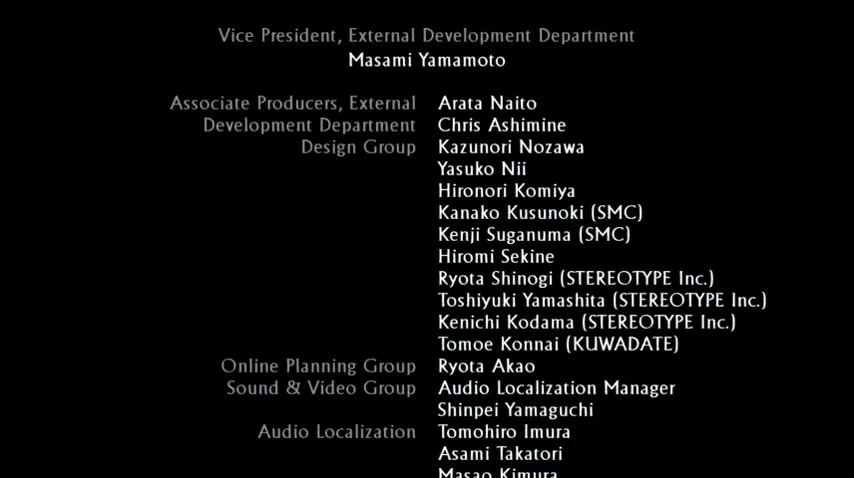 Vice President, External Development Department
Masami Yamamoto
Associate Producers, External Arata Naito
Development Department Chris Ashimine
Design Group Kazunori Nozawa
Yasuko Nii
Hironori Komiya
Kanako Kusunoki (SMC)
Kenji Suganuma (SMC)
Hiromi Sekine
Ryota Shinogi (STEREOTYPE Inc.)
Toshiyuki Yamashita (STEREOTYPE Inc.)
Kenichi Kodama (STEREOTYPE Inc.)
Tomoe Konnai (KUWADATE)
Online Planning Group Ryota Akao
Sound & Video Group Audio Localization Manager
Shinpei Yamaguchi
Audio Localization Tomohiro Imura
Asami Takatori
Masao Kimura